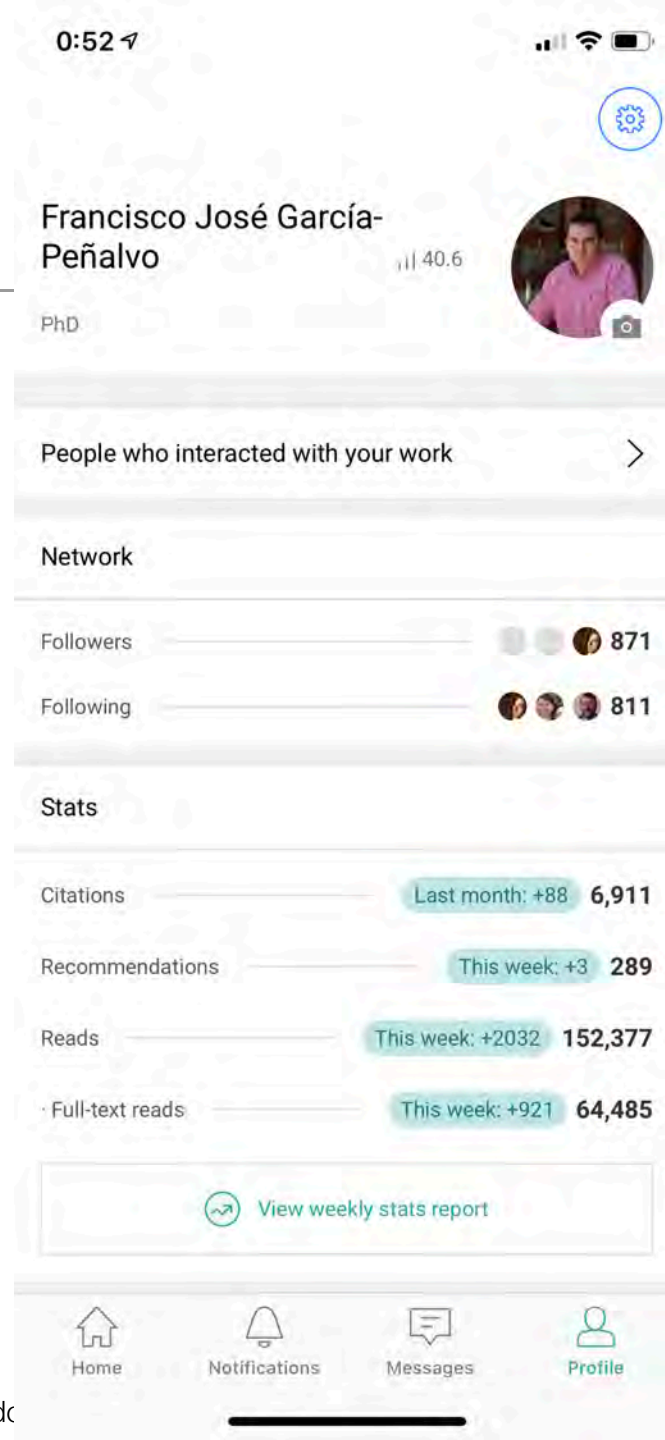 0:52
Francisco José García-
Peñalvo
40.6
PhD
People who interacted with your work
Network
Followers 871
Following 811
Stats
Citations Last month: +88 6,911
Recommendations This week: +3 289
Reads This week: +2032 152,377
· Full-text reads This week: +921 64,485
View weekly stats report
Home Notifications Messages Profile